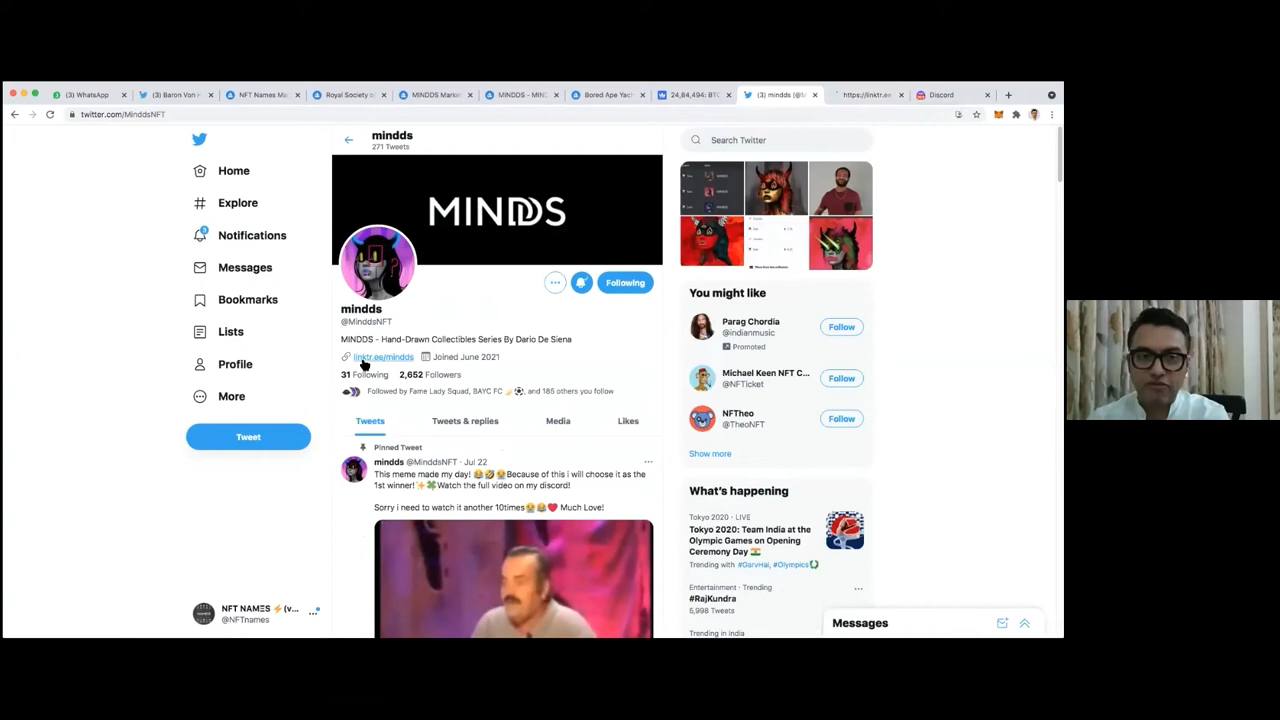 (3) WhatsApp
(3) Baron Von H
NFT Names Ma
Royal Society o
MINDDS Market
MINDDS - MIN
Bored Ape Yach
24,84,494: BTC
(3) mindds (@M
https://linktr.ee
Discord
twitter.com/MinddsNFT
mindds
271 Tweets
Search Twitter
Home
Explore
Notifications
Messages
Bookmarks
Lists
Profile
More
Tweet
NFT NAMΞS ⚡(v...
@NFTnames
MINDDS
Following
mindds
@MinddsNFT
MINDDS - Hand-Drawn Collectibles Series By Dario De Siena
linktr.ee/mindds Joined June 2021
31 Following 2,652 Followers
Followed by Fame Lady Squad, BAYC FC 🍌⚽, and 185 others you follow
Tweets
Tweets & replies
Media
Likes
Pinned Tweet
mindds @MinddsNFT · Jul 22
This meme made my day! 😂🤣😭Because of this i will choose it as the
1st winner!✨🍀Watch the full video on my discord!
Sorry i need to watch it another 10times😭😂❤️ Much Love!
You might like
Parag Chordia
@indianmusic
Promoted
Follow
Michael Keen NFT C...
@NFTicket
Follow
NFTheo
@TheoNFT
Follow
Show more
What's happening
Tokyo 2020 · LIVE
Tokyo 2020: Team India at the
Olympic Games on Opening
Ceremony Day 🇮🇳
Trending with #GarvHai, #Olympics
Entertainment · Trending
#RajKundra
5,998 Tweets
Trending in India
Messages